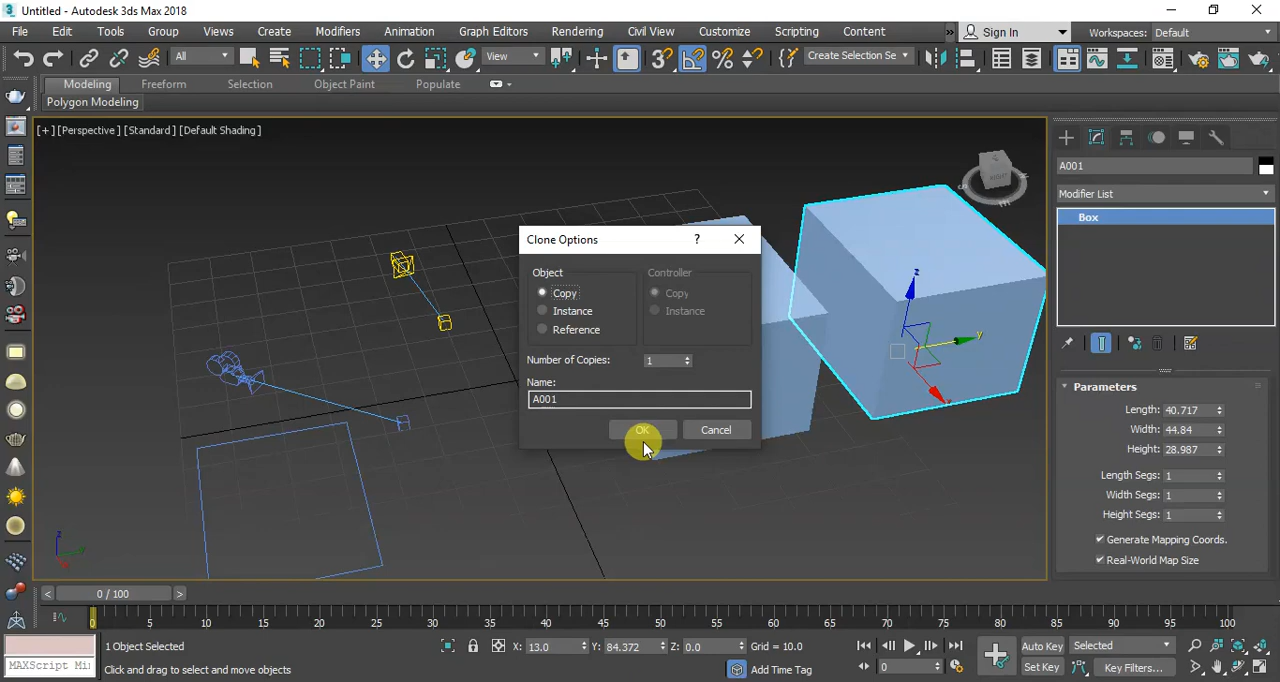 Untitled - Autodesk 3ds Max 2018
File Edit Tools Group Views Create Modifiers Animation Graph Editors Rendering Civil View Customize Scripting Content » Sign In Workspaces: Default
All View Create Selection Se
Modeling Freeform Selection Object Paint Populate
Polygon Modeling
[+] [Perspective] [Standard] [Default Shading]
Clone Options ? 
Object
Copy
Instance
Reference
Controller
Copy
Instance
Number of Copies: 1
Name:
A001
OK Cancel
z
y
A001
Modifier List
Box
Parameters
Length: 40.717
Width: 44.84
Height: 28.987
Length Segs: 1
Width Segs: 1
Height Segs: 1
Generate Mapping Coords.
Real-World Map Size
z
< 0 / 100 >
0 5 10 15 20 25 30 35 40 45 50 55 60 65 70 75 80 85 90 95 100
1 Object Selected X: 13.0 Y: 84.372 Z: 0.0 Grid = 10.0 Auto Key Selected
MAXScript Mi: Click and drag to select and move objects Add Time Tag 0 Set Key Key Filters...